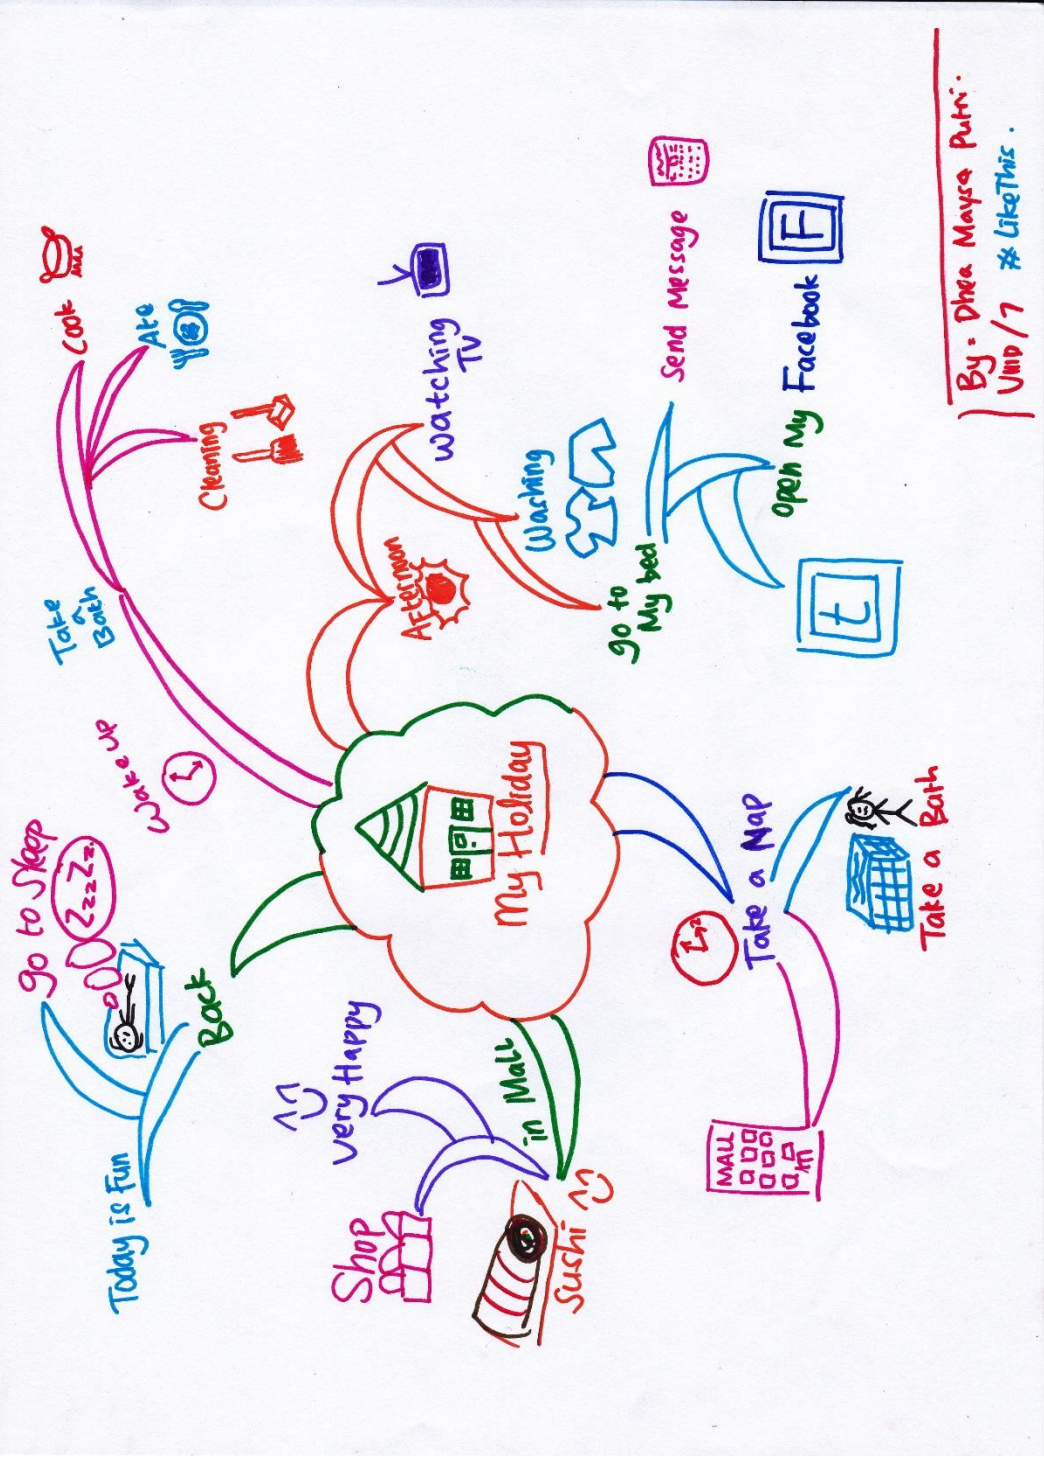 My Holiday
Wake up
Take
a
Bath
Cook
Ate
Cleaning
Afternoon
Watching
TV
Washing
go to
My bed
Send Message
Open My Facebook
F
t
Take a Nap
Take a Bath
MALL
in Mall
Sushi
Shop
Very Happy
Back
go to Sleep
Zzz Zz.
Today is Fun
By = Dhea Maysa Putri.
VIIID / 7 # LikeThis.